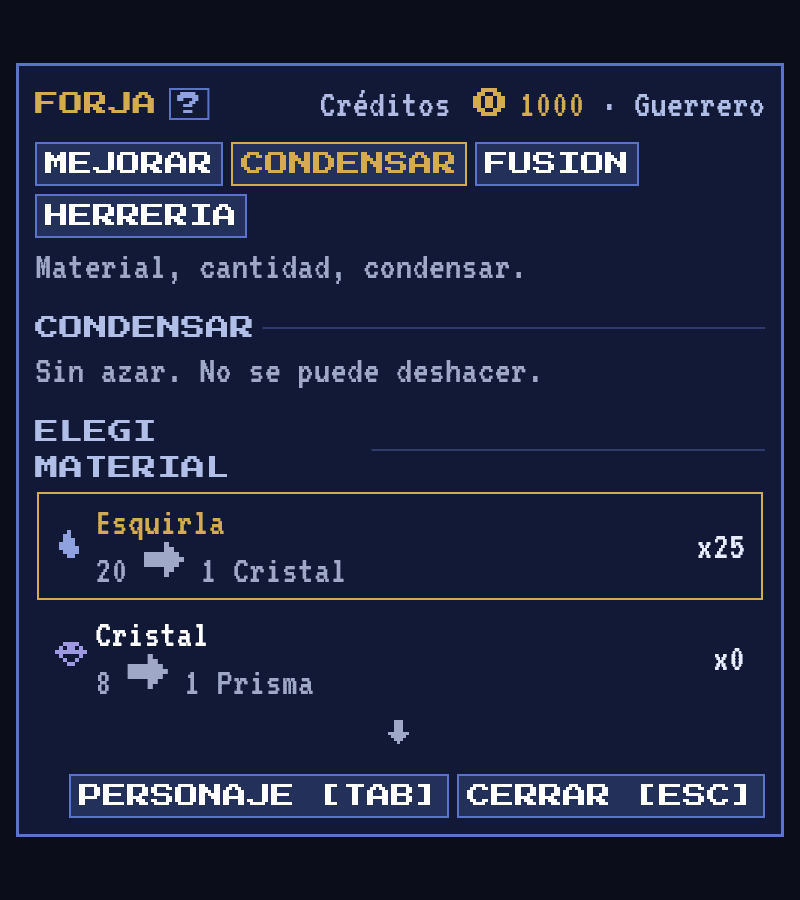 FORJA ? Créditos 1000 · Guerrero
MEJORAR CONDENSAR FUSION
HERRERIA
Material, cantidad, condensar.
CONDENSAR
Sin azar. No se puede deshacer.
ELEGI
MATERIAL
Esquirla
20 1 Cristal
x25
Cristal
8 1 Prisma
x0
PERSONAJE [TAB] CERRAR [ESC]